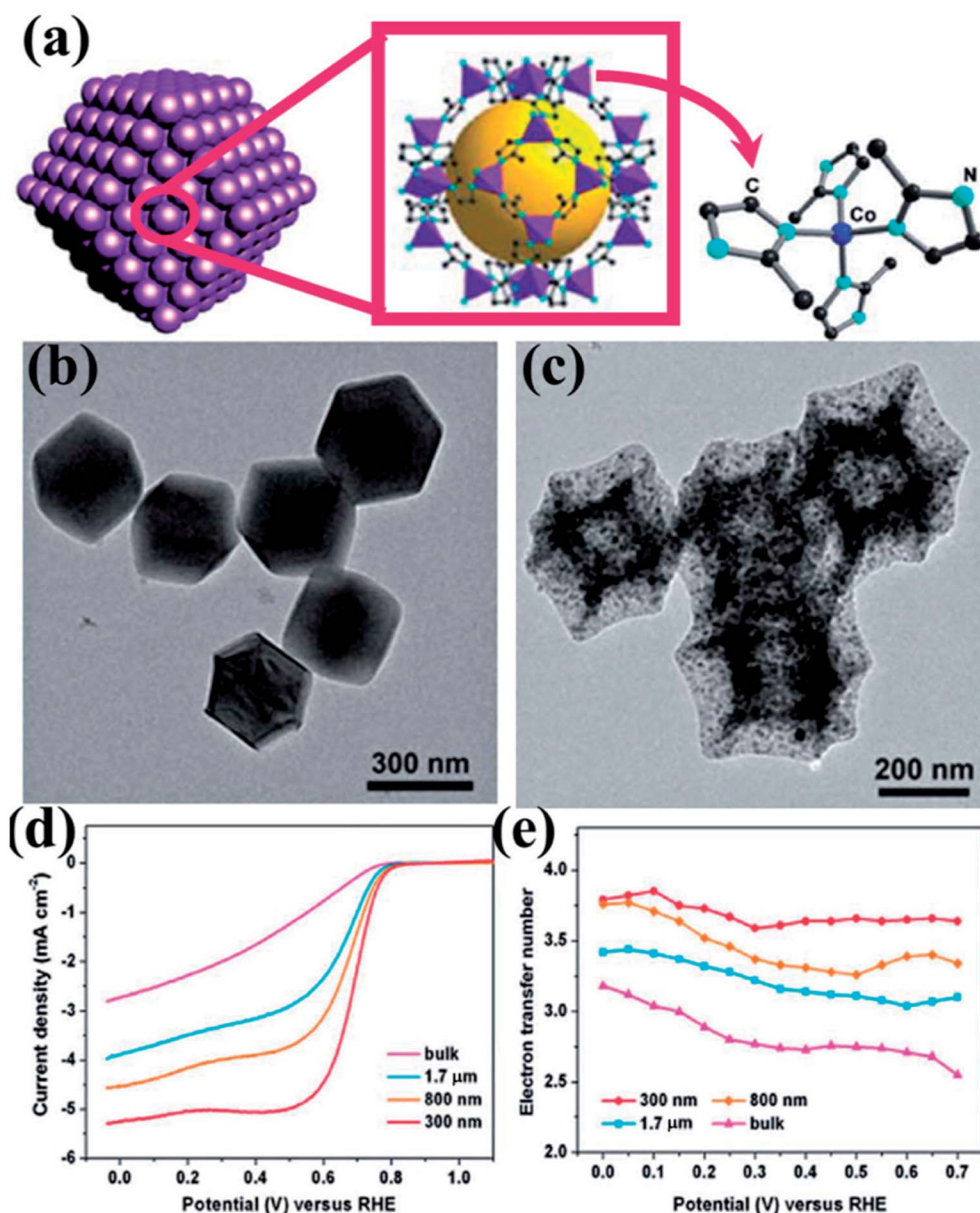 (a)
C
Co
N
(b)
300 nm
(c)
200 nm
(d)
0
-1
-2
-3
-4
-5
-6
Current density (mA cm⁻²)
bulk
1.7 μm
800 nm
300 nm
0.0 0.2 0.4 0.6 0.8 1.0
Potential (V) versus RHE
(e)
4.0
3.5
3.0
2.5
2.0
Electron transfer number
300 nm 800 nm
1.7 μm bulk
0.0 0.1 0.2 0.3 0.4 0.5 0.6 0.7
Potential (V) versus RHE